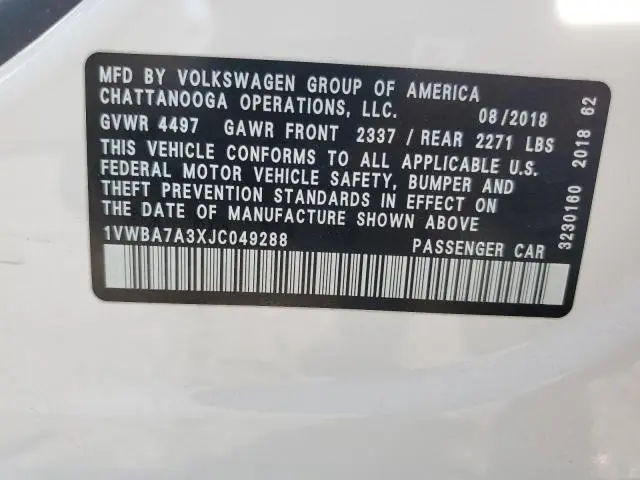 MFD BY VOLKSWAGEN GROUP OF AMERICA
CHATTANOOGA OPERATIONS, LLC. 08/2018
GVWR 4497 GAWR FRONT 2337 / REAR 2271 LBS
THIS VEHICLE CONFORMS TO ALL APPLICABLE U.S.
FEDERAL MOTOR VEHICLE SAFETY, BUMPER AND
THEFT PREVENTION STANDARDS IN EFFECT ON
THE DATE OF MANUFACTURE SHOWN ABOVE
1VWBA7A3XJC049288 PASSENGER CAR
3230160 2018 62